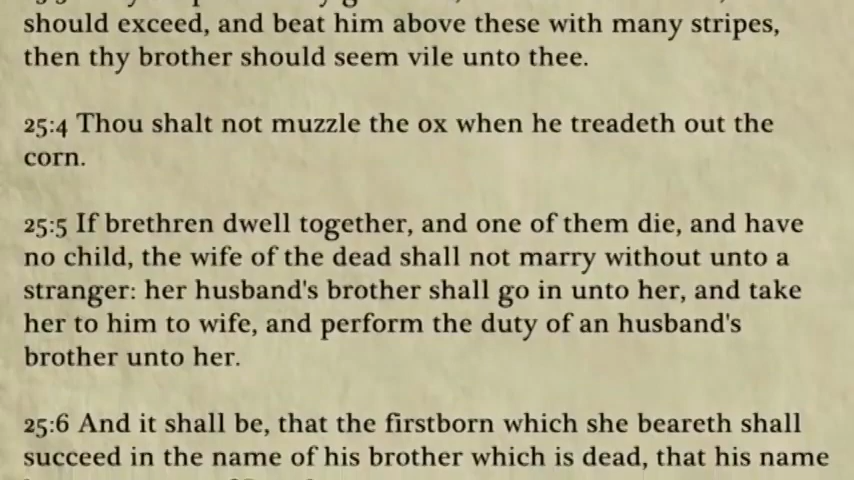 should exceed, and beat him above these with many stripes,
then thy brother should seem vile unto thee.
25:4 Thou shalt not muzzle the ox when he treadeth out the
corn.
25:5 If brethren dwell together, and one of them die, and have
no child, the wife of the dead shall not marry without unto a
stranger: her husband's brother shall go in unto her, and take
her to him to wife, and perform the duty of an husband's
brother unto her.
25:6 And it shall be, that the firstborn which she beareth shall
succeed in the name of his brother which is dead, that his name